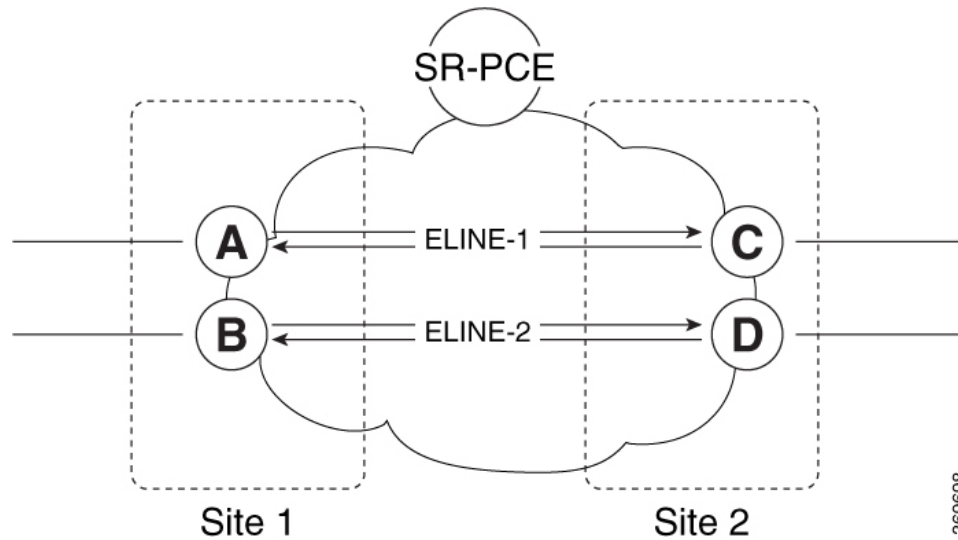 SR-PCE
A
ELINE-1
C
B
ELINE-2
D
Site 1
Site 2